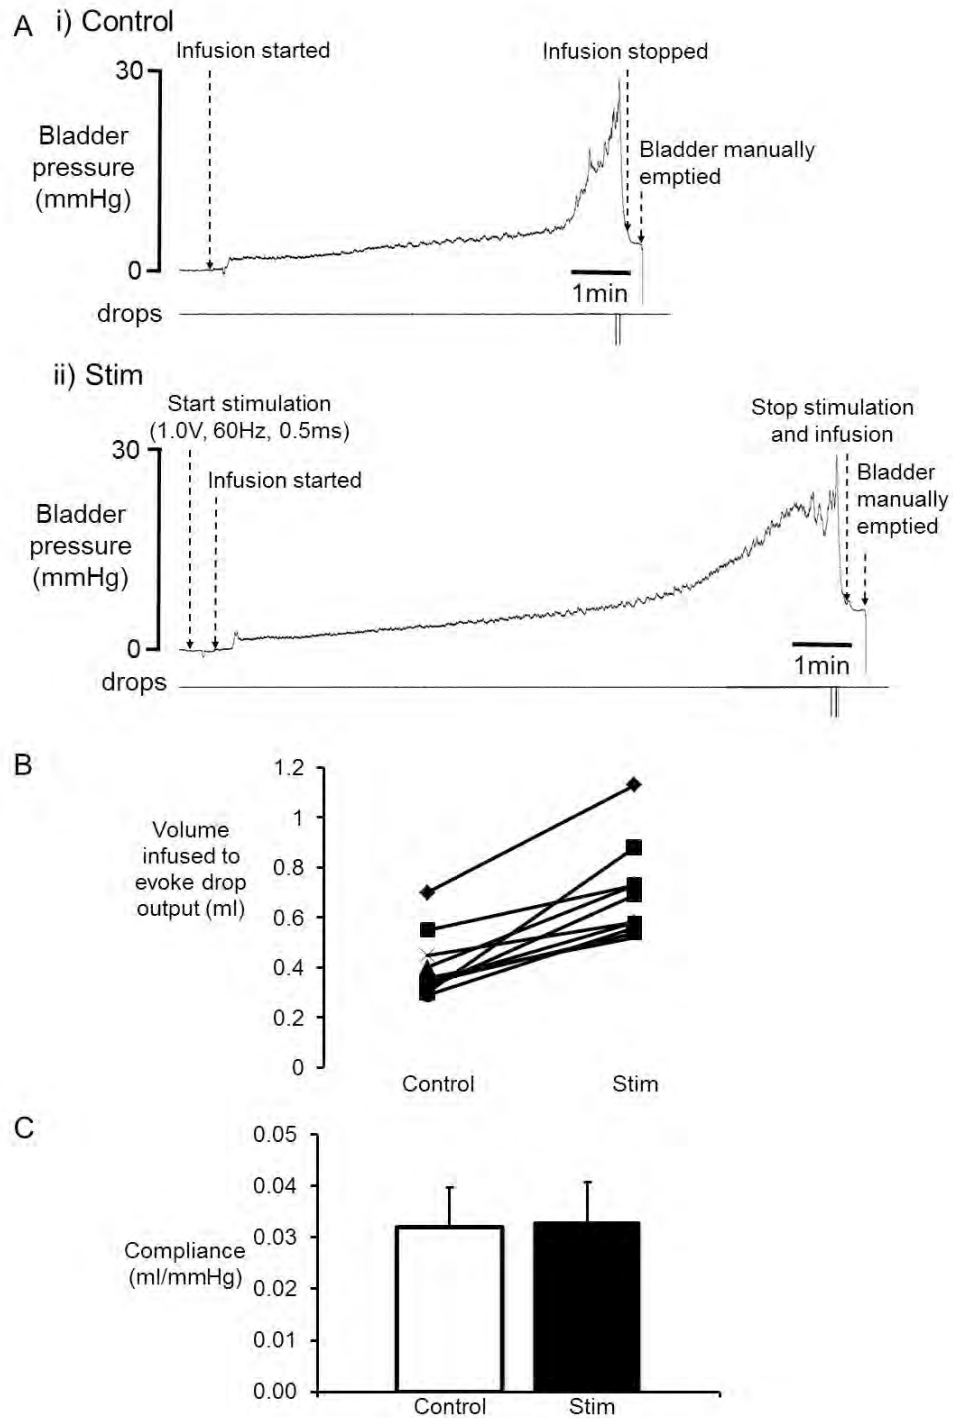 A i) Control
Infusion started
Infusion stopped
30
Bladder
pressure
(mmHg)
Bladder manually
emptied
0
1min
drops
ii) Stim
Start stimulation
(1.0V, 60Hz, 0.5ms)
Stop stimulation
and infusion
30
Infusion started
Bladder
manually
emptied
Bladder
pressure
(mmHg)
0
1min
drops
B
1.2
1
0.8
0.6
0.4
0.2
0
Volume
infused to
evoke drop
output (ml)
Control Stim
C
0.05
0.04
0.03
0.02
0.01
0.00
Compliance
(ml/mmHg)
Control Stim